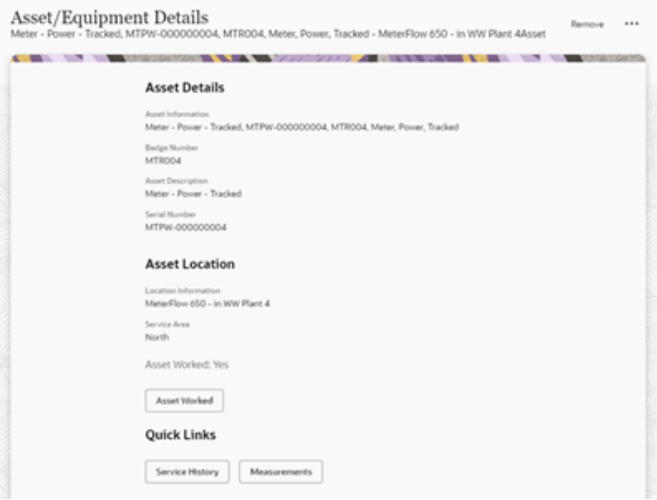 Asset/Equipment Details
Meter - Power - Tracked, MTPW-000000004, MTR004, Meter, Power, Tracked - MeterFlow 650 - in WW Plant 4Asset
Remove
Asset Details
Asset Information
Meter - Power - Tracked, MTPW-000000004, MTR004, Meter, Power, Tracked
Badge Number
MTR004
Asset Description
Meter - Power - Tracked
Serial Number
MTPW-000000004
Asset Location
Location Information
MeterFlow 650 - in WW Plant 4
Service Area
North
Asset Worked: Yes
Asset Worked
Quick Links
Service History
Measurements